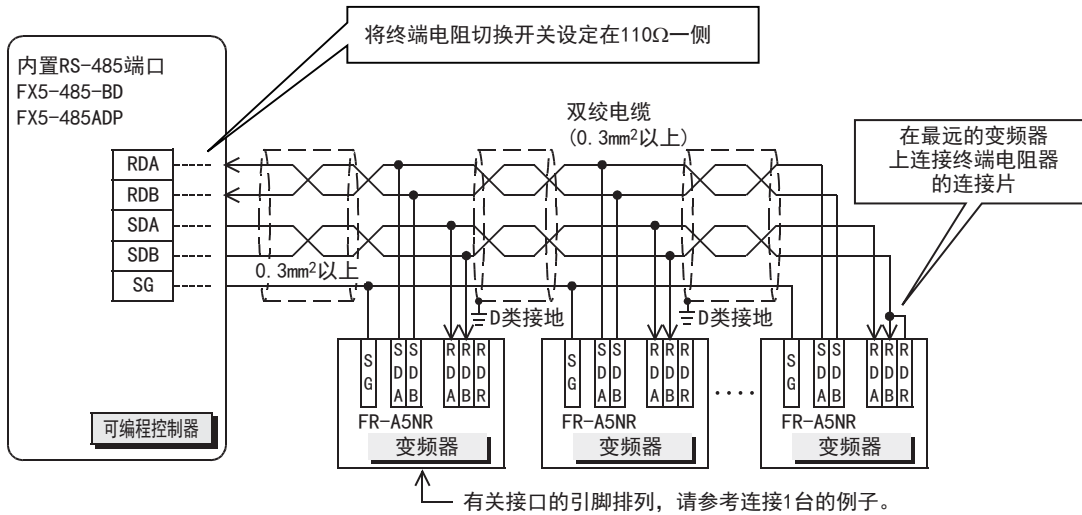 将终端电阻切换开关设定在110Ω一侧
内置RS-485端口
FX5-485-BD
FX5-485ADP
双绞电缆
(0.3mm²以上)
在最远的变频器
上连接终端电阻器
的连接片
RDA
RDB
SDA
SDB
SG
0.3mm²以上
D类接地
D类接地
SG
SDA
SDB
RDA
RDB
RDR
SG
SDA
SDB
RDA
RDB
RDR
....
SG
SDA
SDB
RDA
RDB
RDR
FR-A5NR
FR-A5NR
FR-A5NR
可编程控制器
变频器
变频器
变频器
有关接口的引脚排列，请参考连接1台的例子。